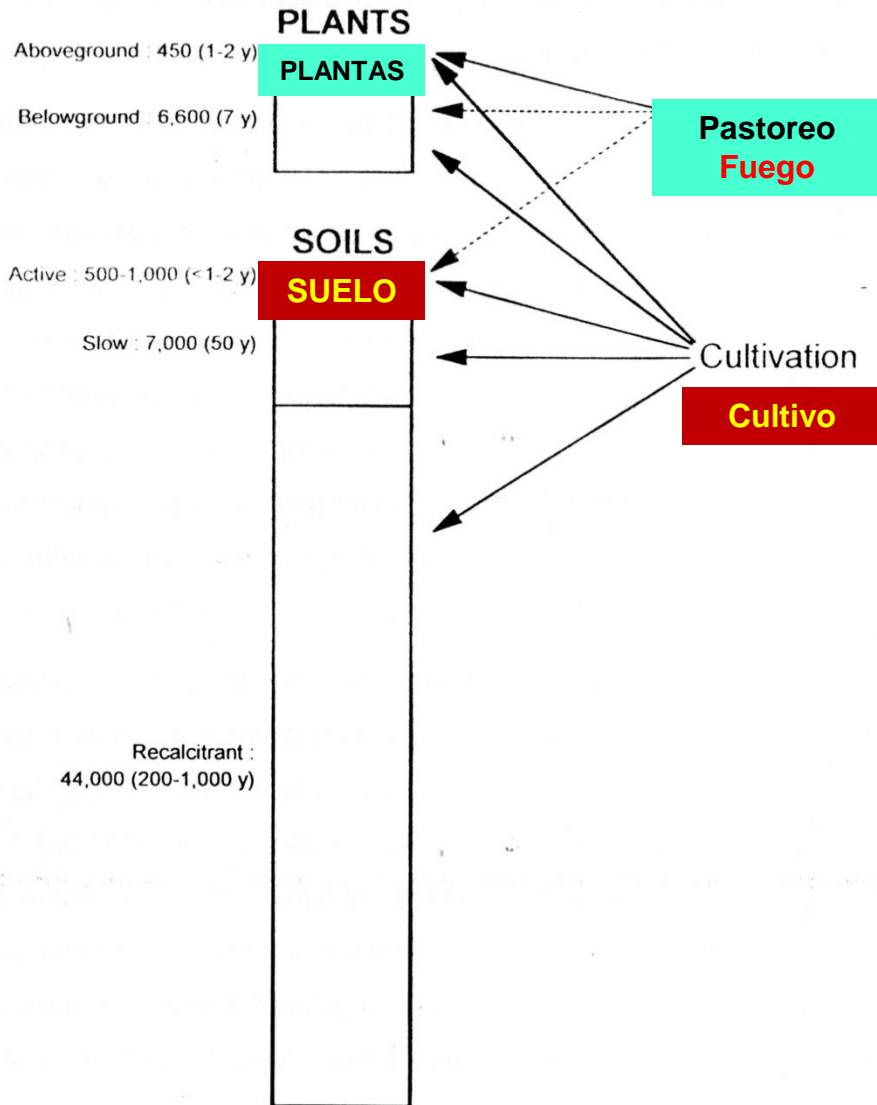 PLANTS
Aboveground : 450 (1-2 y)
PLANTAS
Belowground : 6,600 (7 y)
Pastoreo
Fuego
SOILS
Active : 500-1,000 (<1-2 y)
SUELO
Slow : 7,000 (50 y)
Cultivation
Cultivo
Recalcitrant :
44,000 (200-1,000 y)